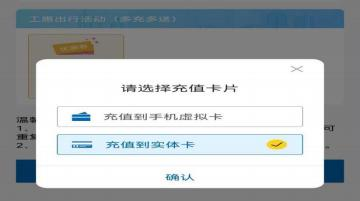 工惠出行活动（多充多送）
请选择充值卡片
充值到手机虚拟卡
充值到实体卡
确认